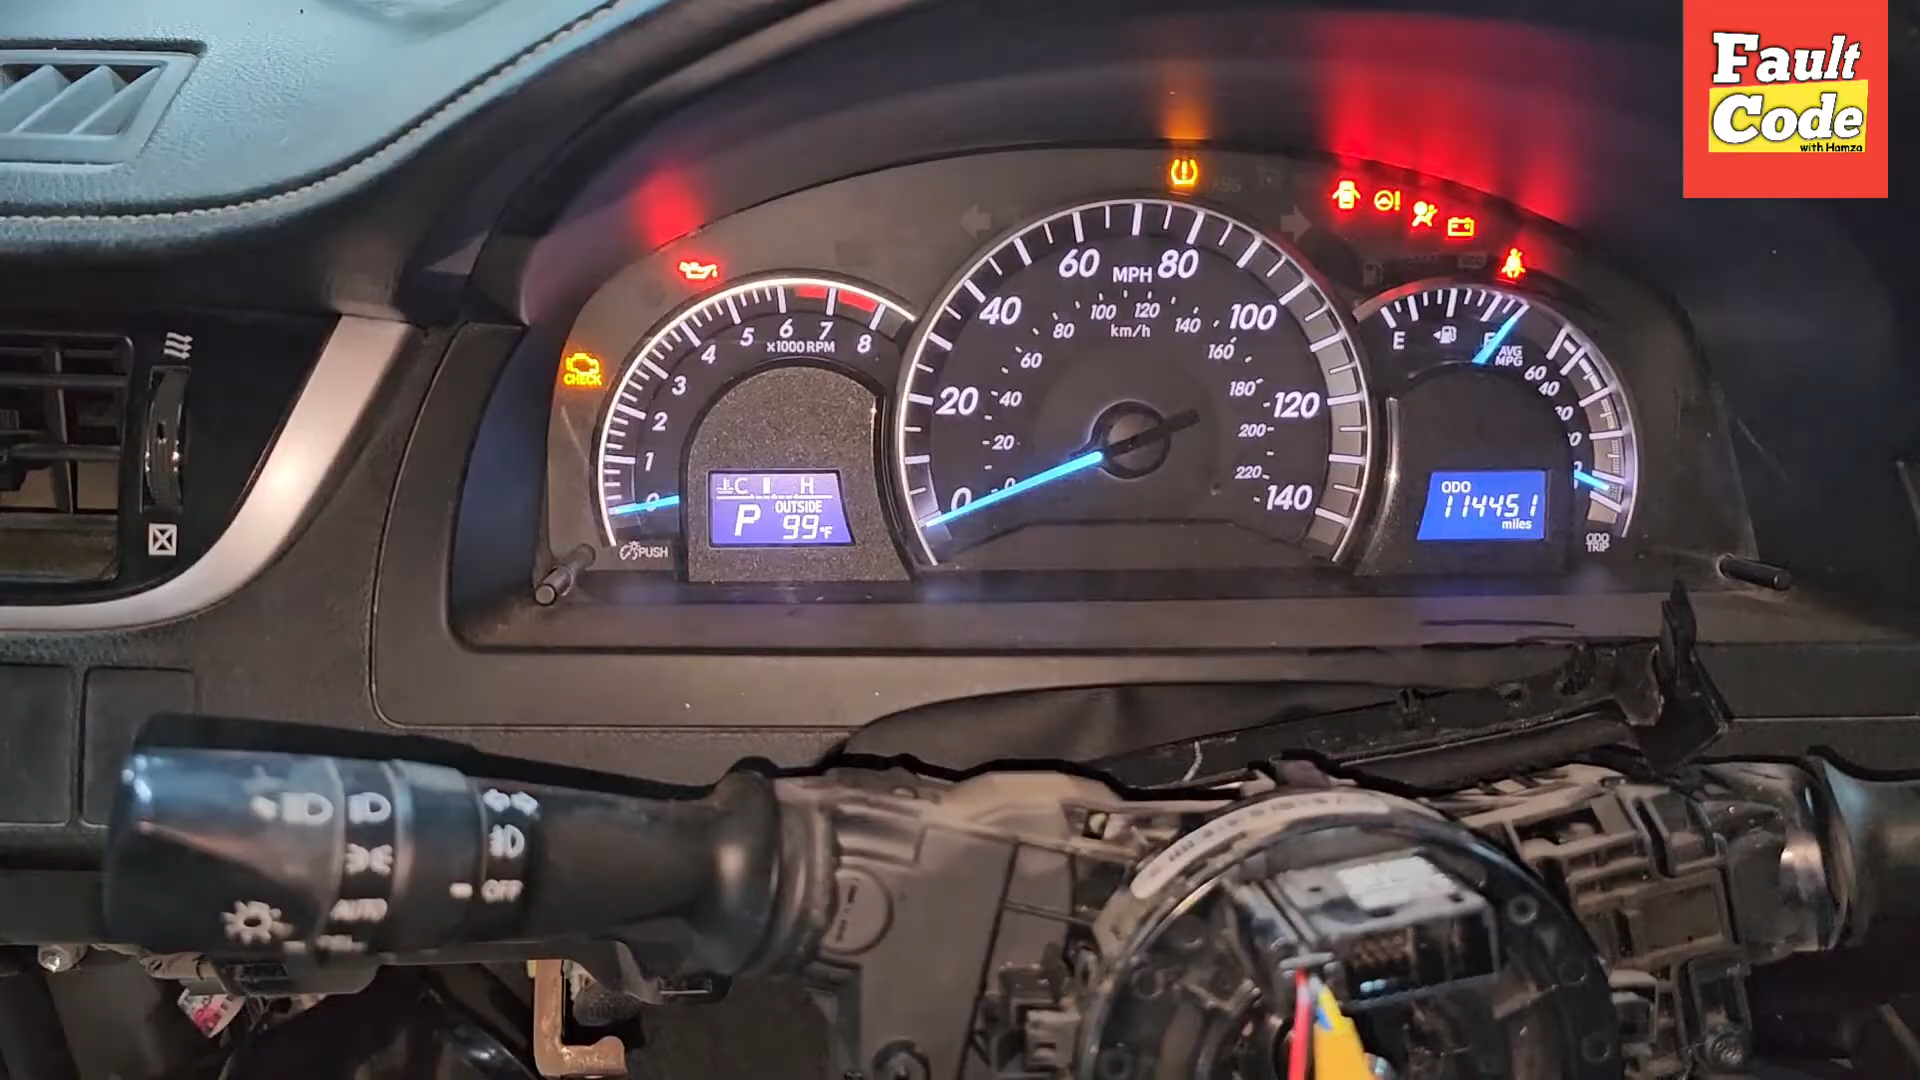 Fault
Code
with Hamza
CHECK
60 MPH 80
40
100
20
120
0
140
100 120
80 km/h 140
60
160
40
180
20
200
220
5 6 7 8
x1000 RPM
4
3
2
1
C H
OUTSIDE
P 99°F
PUSH
E
AVG
MPG
60
40
ODO
114451
miles
ODO
TRIP
OFF
AUTO